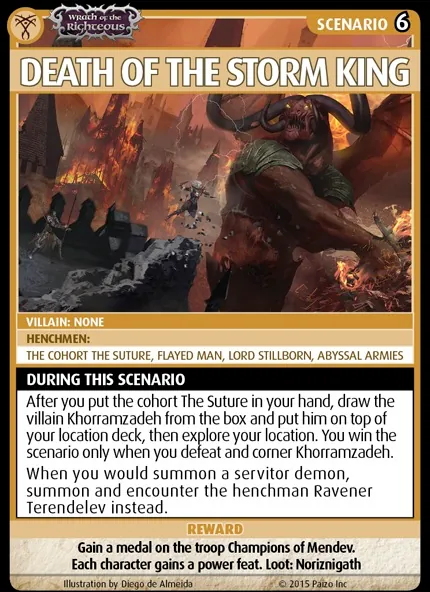 WRATH OF THE
RIGHTEOUS
SCENARIO 6
DEATH OF THE STORM KING
VILLAIN: NONE
HENCHMEN:
THE COHORT THE SUTURE, FLAYED MAN, LORD STILLBORN, ABYSSAL ARMIES
DURING THIS SCENARIO
After you put the cohort The Suture in your hand, draw the
villain Khorramzadeh from the box and put him on top of
your location deck, then explore your location. You win the
scenario only when you defeat and corner Khorramzadeh.
When you would summon a servitor demon,
summon and encounter the henchman Ravener
Terendelev instead.
REWARD
Gain a medal on the troop Champions of Mendev.
Each character gains a power feat. Loot: Noriznigath
Illustration by Diego de Almeida
© 2015 Paizo Inc